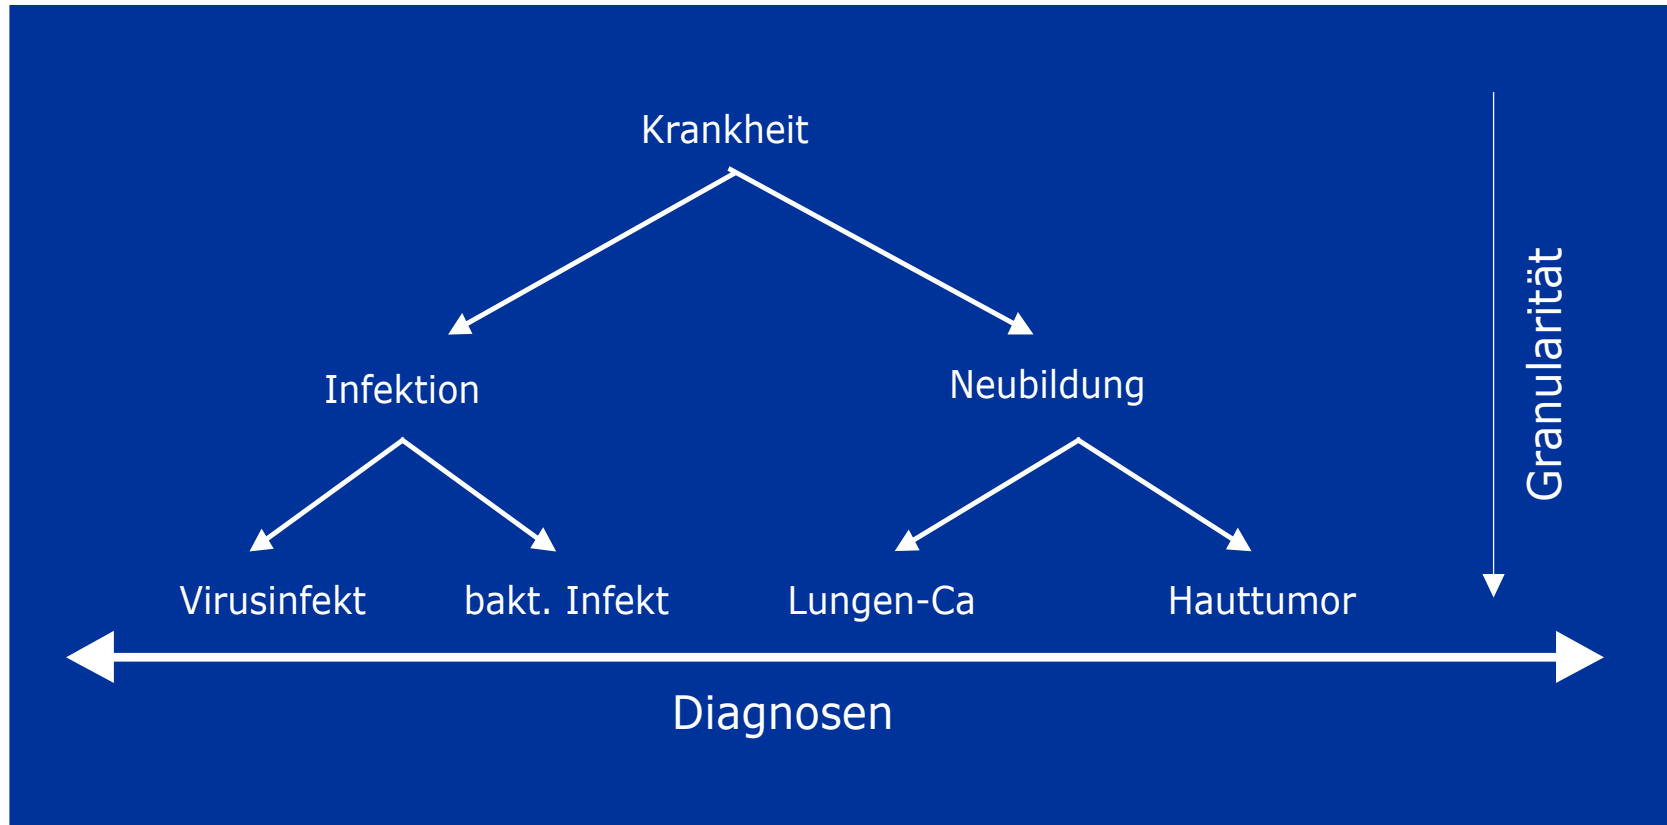 Krankheit
Granularität
Infektion
Neubildung
Virusinfekt
bakt. Infekt
Lungen-Ca
Hauttumor
Diagnosen